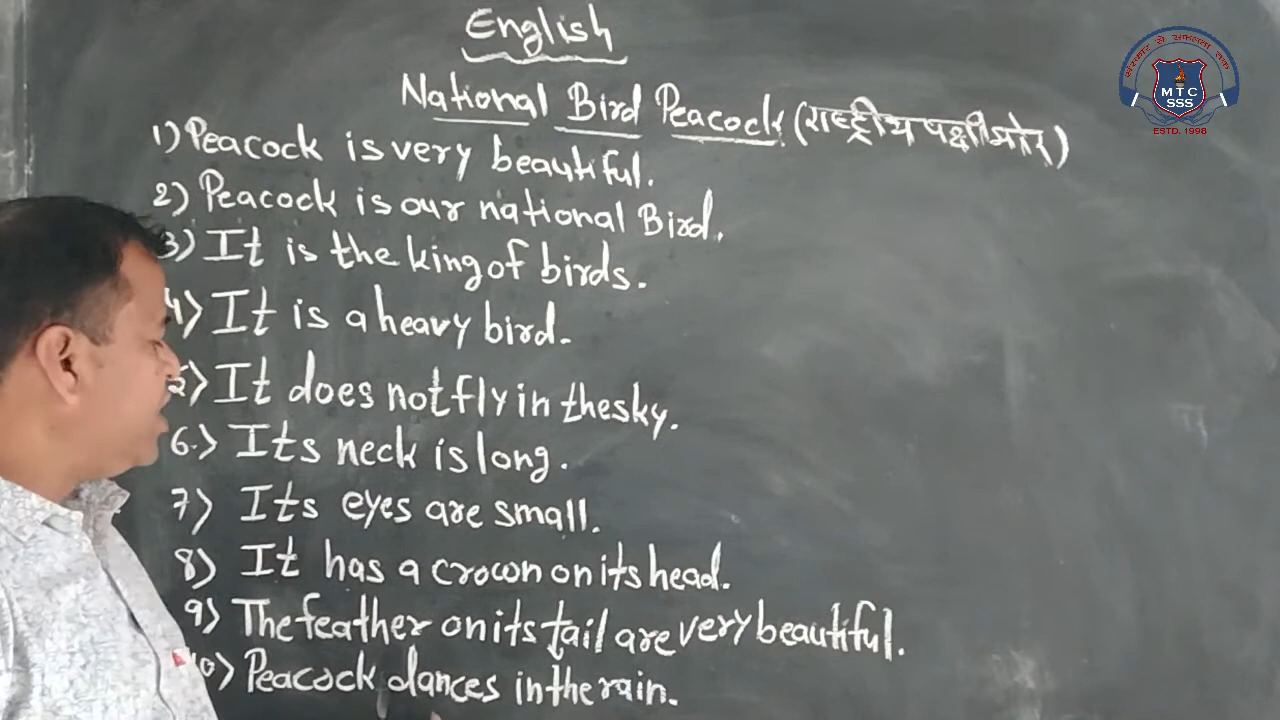 English
National Bird Peacock (राष्ट्रीय पक्षी मोर)
1) Peacock is very beautiful.
2) Peacock is our national Bird.
3) It is the king of birds.
4) It is a heavy bird.
5) It does not fly in the sky.
6) Its neck is long.
7) Its eyes are small.
8) It has a crown on its head.
9) The feather on its tail are very beautiful.
10) Peacock dances in the rain.
संस्कार से सफलता तक
MTC
SSS
ESTD. 1998